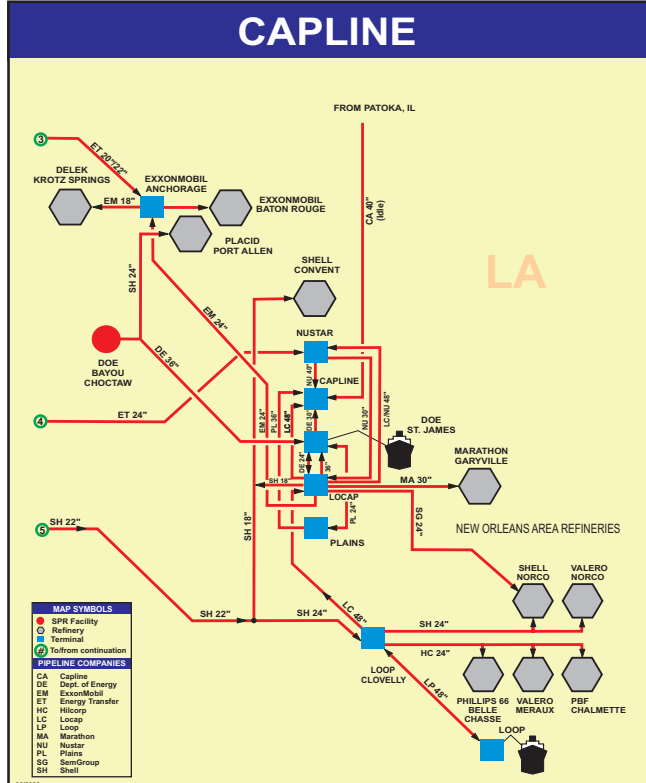 CAPLINE
FROM PATOKA, IL
3
ET 20"/22"
DELEK
KROTZ SPRINGS
EXXONMOBIL
ANCHORAGE
EM 18"
EXXONMOBIL
BATON ROUGE
CA 40"
(Idle)
PLACID
PORT ALLEN
SH 24"
SHELL
CONVENT
LA
EM 24"
NUSTAR
DOE
BAYOU
CHOCTAW
DE 36"
NU 40"
CAPLINE
LC/NU 48"
4
ET 24"
EM 24"
PL 36"
LC 48"
DE 30"
NU 30"
DOE
ST. JAMES
DE 24"
36"
MARATHON
GARYVILLE
SH 18"
MA 30"
LOCAP
PL 24"
SG 24"
5
SH 22"
SH 18"
PLAINS
NEW ORLEANS AREA REFINERIES
SHELL
NORCO
VALERO
NORCO
LC 48"
SH 22"
SH 24"
SH 24"
HC 24"
LOOP
CLOVELLY
LP 48"
PHILLIPS 66
BELLE
CHASSE
VALERO
MERAUX
PBF
CHALMETTE
LOOP
MAP SYMBOLS
SPR Facility
Refinery
Terminal
# To/from continuation
PIPELINE COMPANIES
CA Capline
DE Dept. of Energy
EM ExxonMobil
ET Energy Transfer
HC Hilcorp
LC Locap
LP Loop
MA Marathon
NU Nustar
PL Plains
SG SemGroup
SH Shell